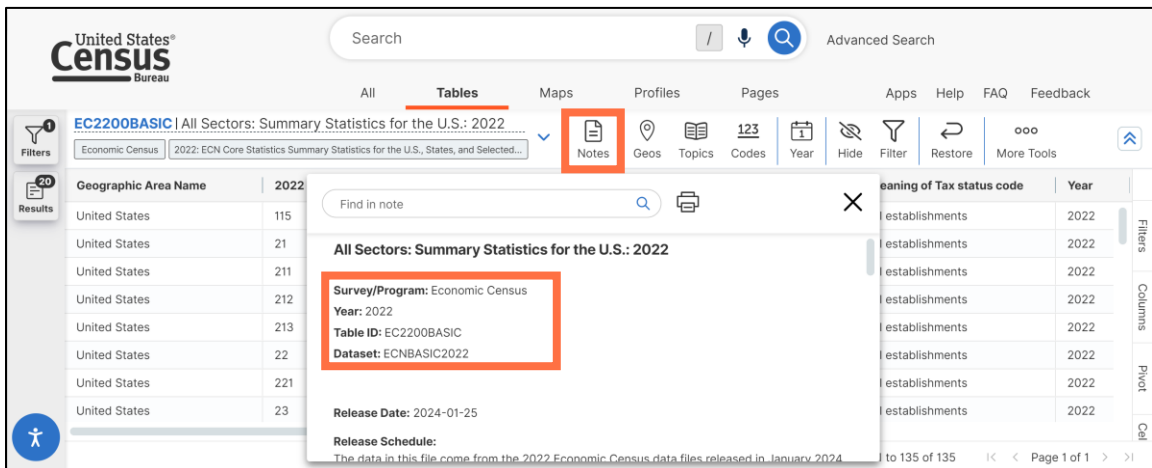 United States®
Census
Bureau
Search
/
Advanced Search
All Tables Maps Profiles Pages Apps Help FAQ Feedback
1
Filters
EC2200BASIC | All Sectors: Summary Statistics for the U.S.: 2022
Economic Census 2022: ECN Core Statistics Summary Statistics for the U.S., States, and Selected...
Notes Geos Topics 123 Codes 1 Year Hide Filter Restore More Tools
20
Results
Geographic Area Name 2022 Tax status code Year
United States 115 establishments 2022
United States 21 establishments 2022
United States 211 establishments 2022
United States 212 establishments 2022
United States 213 establishments 2022
United States 22 establishments 2022
United States 221 establishments 2022
United States 23 establishments 2022
Find in note
All Sectors: Summary Statistics for the U.S.: 2022
Survey/Program: Economic Census
Year: 2022
Table ID: EC2200BASIC
Dataset: ECNBASIC2022
Release Date: 2024-01-25
Release Schedule:
The data in this file come from the 2022 Economic Census data files released in January 2024
Filters
Columns
Pivot
to 135 of 135 Page 1 of 1